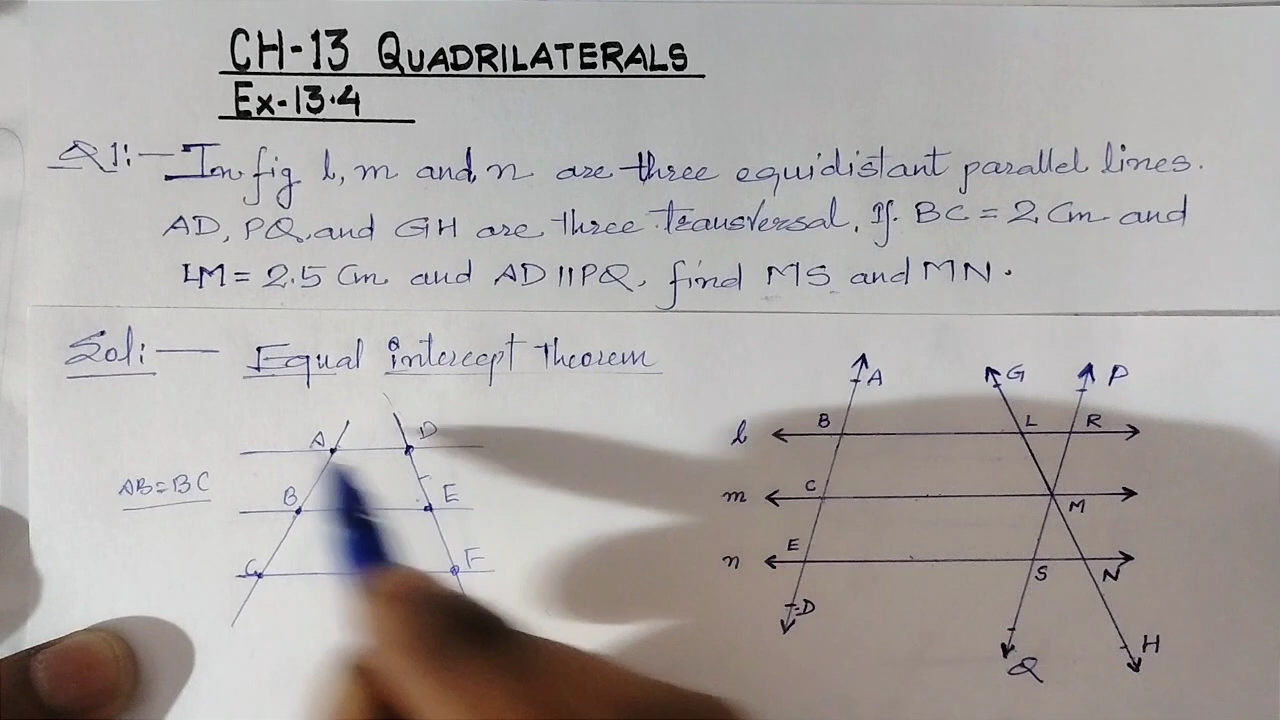 CH-13 QUADRILATERALS
Ex-13.4
Q1:- In fig l, m and n are three equidistant parallel lines.
AD, PQ and GH are three transversal. If BC = 2 Cm and
LM = 2.5 Cm and AD || PQ, find MS and MN.
Sol:- Equal intercept Theorem
A D
AB=BC
B E
C F
A G P
l B L R
m C M
n E S N
D Q H